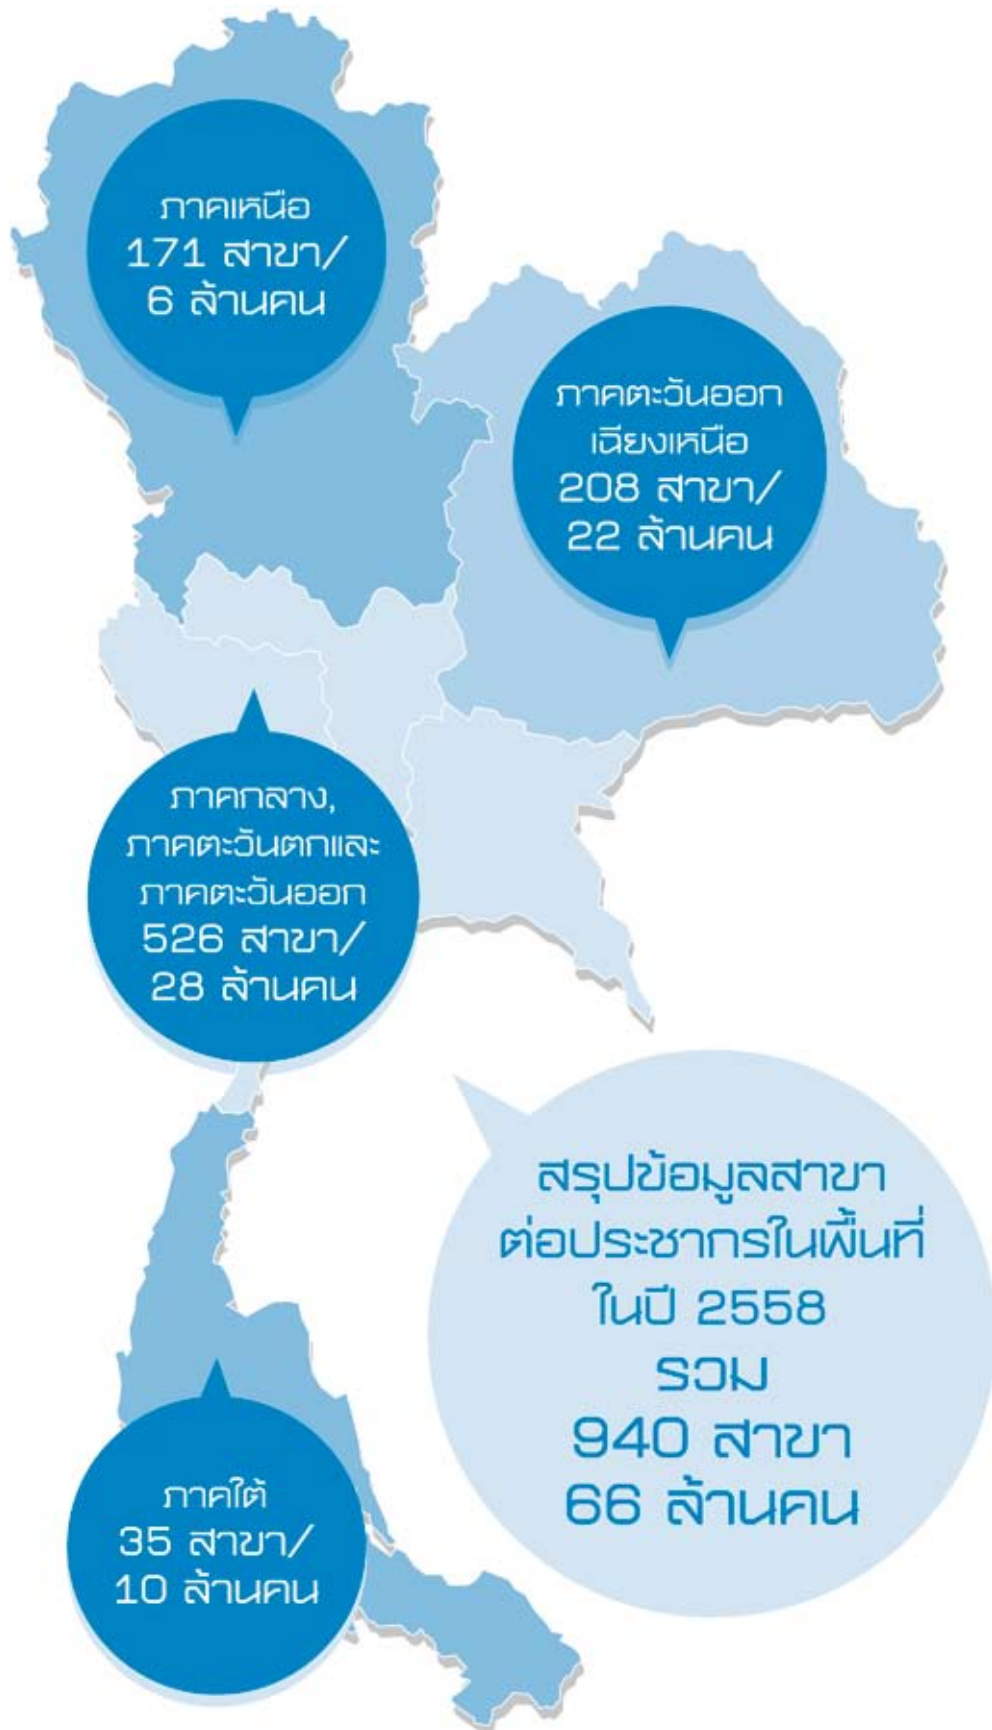 ภาคเหนือ
171 สาขา/
6 ล้านคน
ภาคตะวันออก
เฉียงเหนือ
208 สาขา/
22 ล้านคน
ภาคกลาง,
ภาคตะวันตกและ
ภาคตะวันออก
526 สาขา/
28 ล้านคน
สรุปข้อมูลสาขา
ต่อประชากรในพื้นที่
ในปี 2558
รวม
940 สาขา
66 ล้านคน
ภาคใต้
35 สาขา/
10 ล้านคน